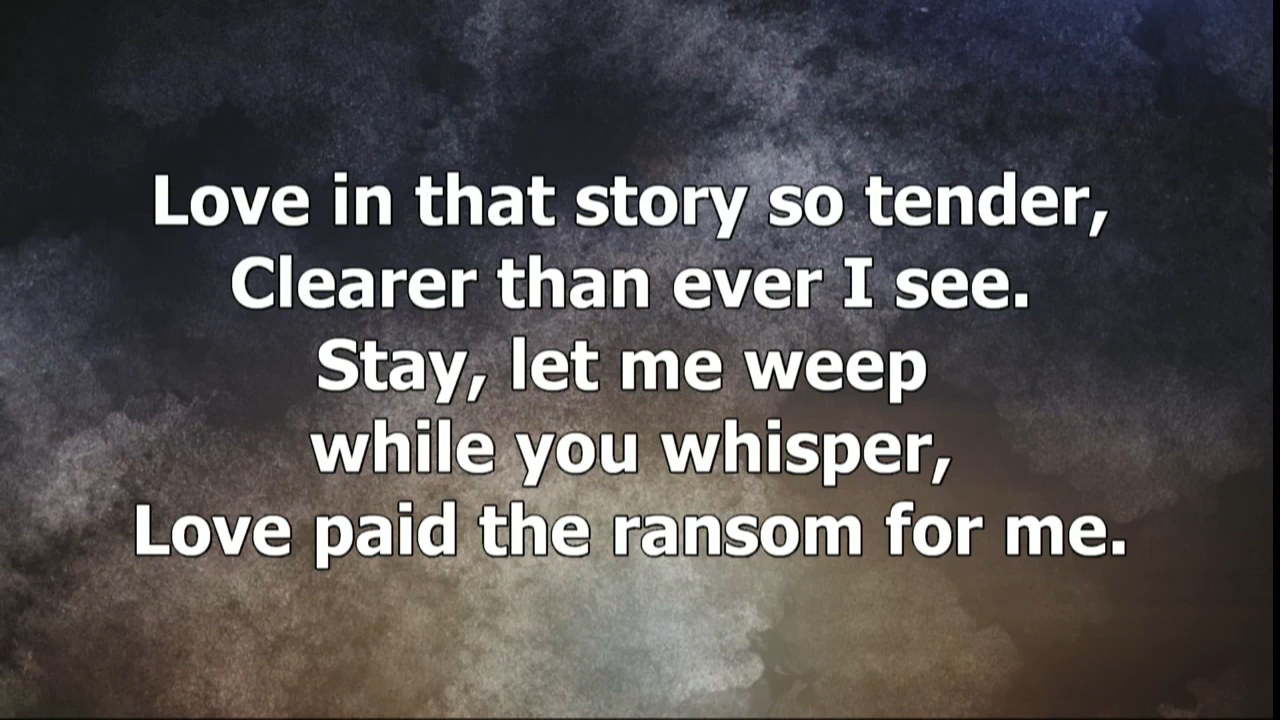 Love in that story so tender,
Clearer than ever I see.
Stay, let me weep
while you whisper,
Love paid the ransom for me.